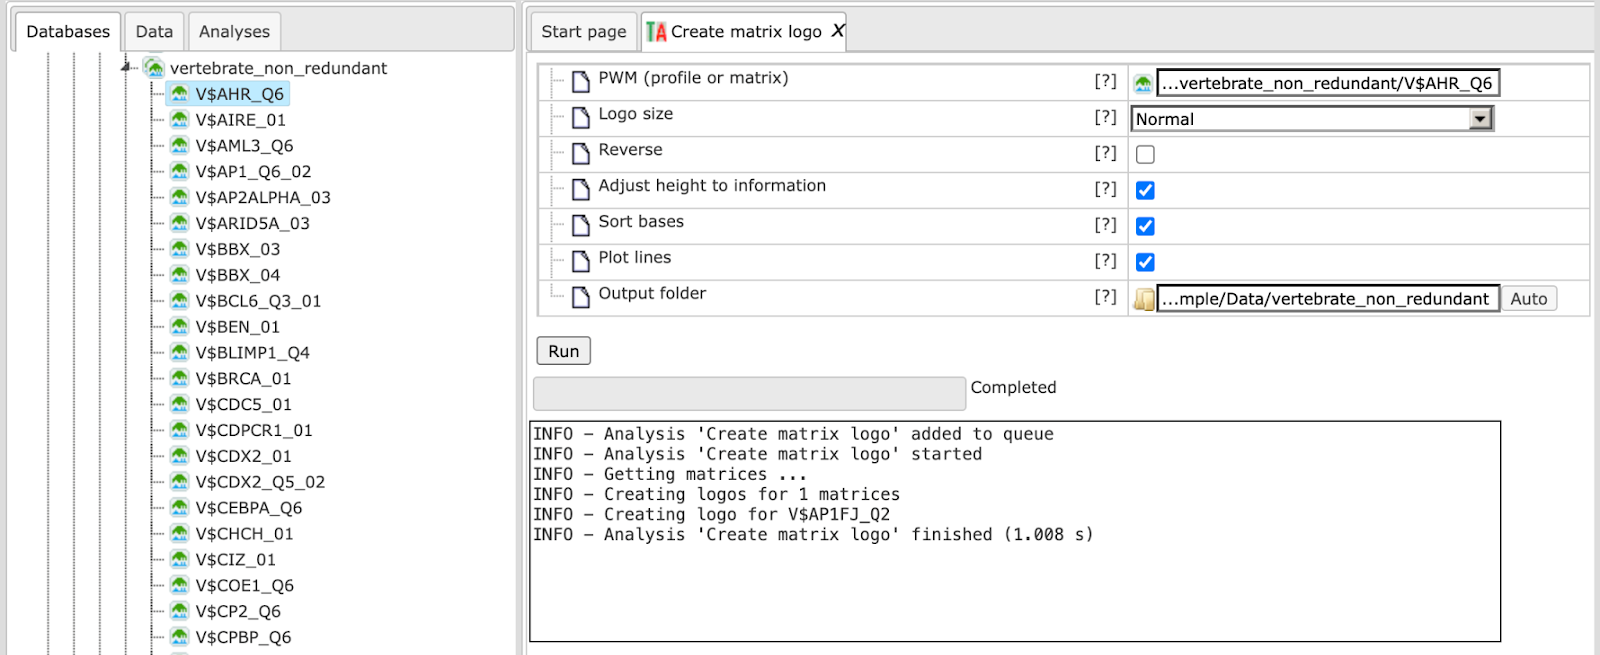 Databases
Data
Analyses
vertebrate_non_redundant
V$AHR_Q6
V$AIRE_01
V$AML3_Q6
V$AP1_Q6_02
V$AP2ALPHA_03
V$ARID5A_03
V$BBX_03
V$BBX_04
V$BCL6_Q3_01
V$BEN_01
V$BLIMP1_Q4
V$BRCA_01
V$CDC5_01
V$CDPCR1_01
V$CDX2_01
V$CDX2_Q5_02
V$CEBPA_Q6
V$CHCH_01
V$CIZ_01
V$COE1_Q6
V$CP2_Q6
V$CPBP_Q6
Start page
TA Create matrix logo X
PWM (profile or matrix) [?] ...vertebrate_non_redundant/V$AHR_Q6
Logo size [?] Normal
Reverse [?]
Adjust height to information [?]
Sort bases [?]
Plot lines [?]
Output folder [?] ...mple/Data/vertebrate_non_redundant Auto
Run
Completed
INFO - Analysis 'Create matrix logo' added to queue
INFO - Analysis 'Create matrix logo' started
INFO - Getting matrices ...
INFO - Creating logos for 1 matrices
INFO - Creating logo for V$AP1FJ_Q2
INFO - Analysis 'Create matrix logo' finished (1.008 s)